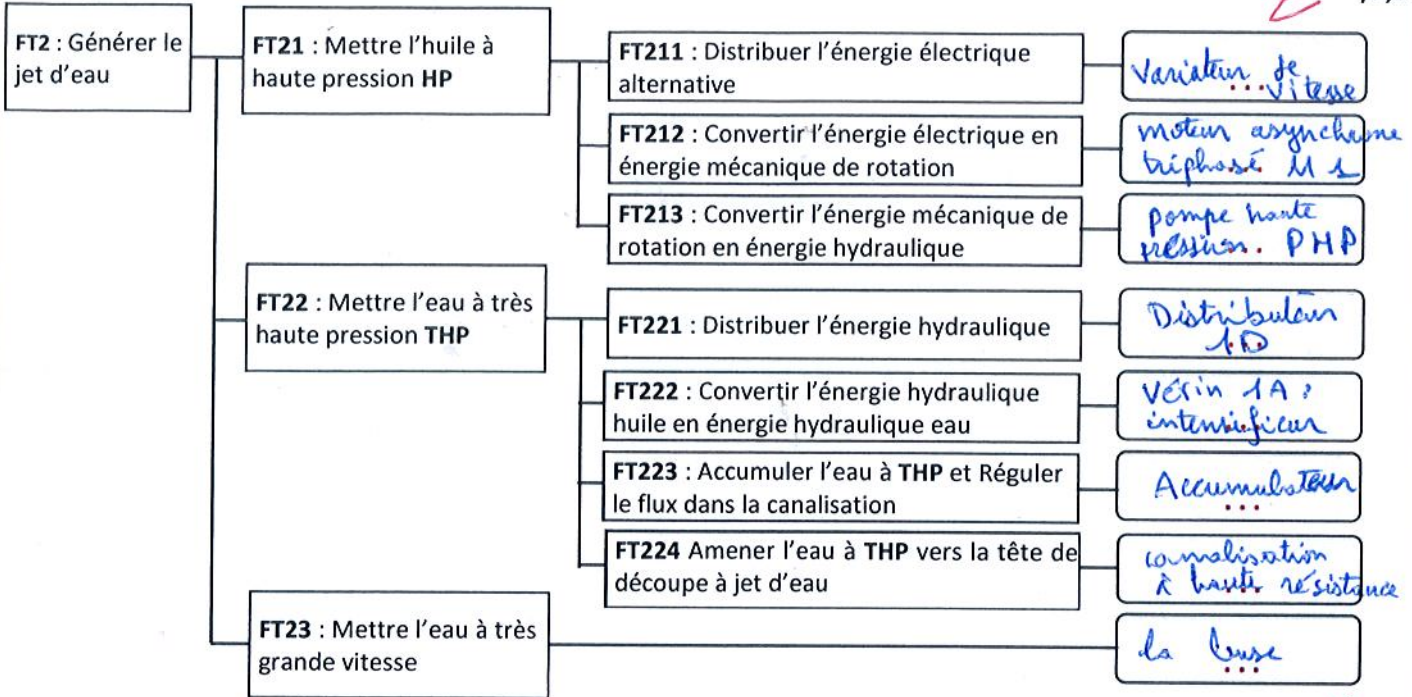 FT2 : Générer le
jet d'eau
FT21 : Mettre l'huile à
haute pression HP
FT211 : Distribuer l'énergie électrique
alternative
Variateur de
... vitesse
FT212 : Convertir l'énergie électrique en
énergie mécanique de rotation
moteur asynchrone
triphasé M1
FT213 : Convertir l'énergie mécanique de
rotation en énergie hydraulique
pompe haute
pression PHP
FT22 : Mettre l'eau à très
haute pression THP
FT221 : Distribuer l'énergie hydraulique
Distributeur
1D
FT222 : Convertir l'énergie hydraulique
huile en énergie hydraulique eau
Vérin 1A :
intensifieur
FT223 : Accumuler l'eau à THP et Réguler
le flux dans la canalisation
Accumulateur
...
FT224 Amener l'eau à THP vers la tête de
découpe à jet d'eau
canalisation
à haute résistance
FT23 : Mettre l'eau à très
grande vitesse
la buse
...